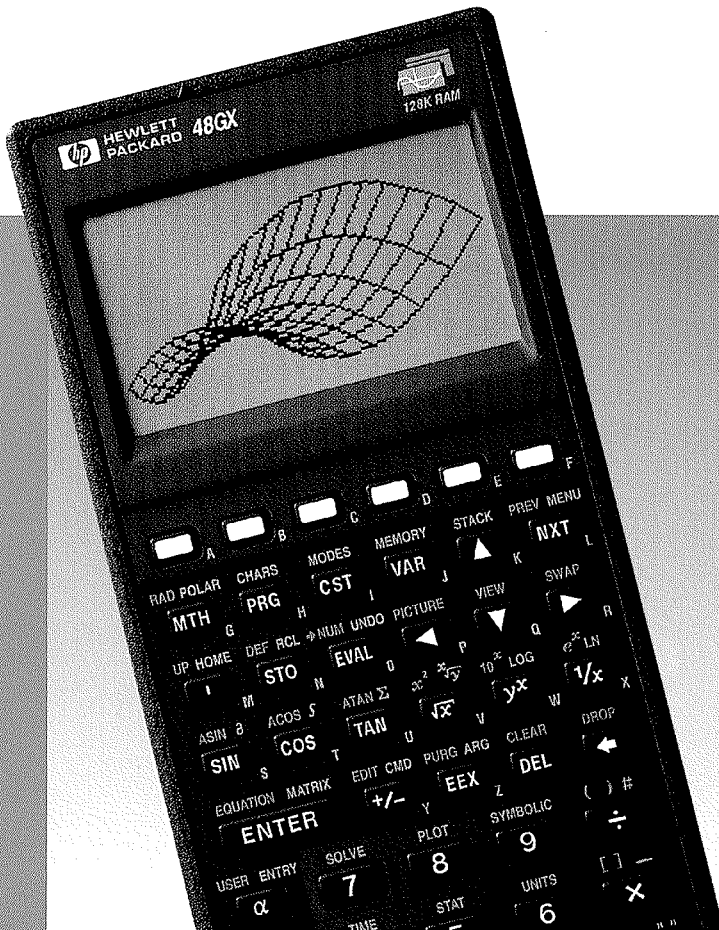 hp HEWLETT PACKARD 48GX
128K RAM
A B C D E F
RAD POLAR CHARS MODES MEMORY STACK PREV MENU
MTH G PRG H CST I VAR J ▲ K NXT L
UP HOME DEF RCL →NUM UNDO PICTURE VIEW SWAP
' M STO N EVAL O ◀ P ▼ Q ▶ R
ASIN ∂ ACOS ∫ ATAN Σ x² ˣ√y 10ˣ LOG eˣ LN
SIN S COS T TAN U √x V yˣ W 1/x X
EQUATION MATRIX EDIT CMD PURG ARG CLEAR DROP
ENTER +/− Y EEX Z DEL ←
USER ENTRY SOLVE PLOT SYMBOLIC ( ) #
α 7 8 9 ÷
TIME STAT UNITS [ ] _
6 ×
" "